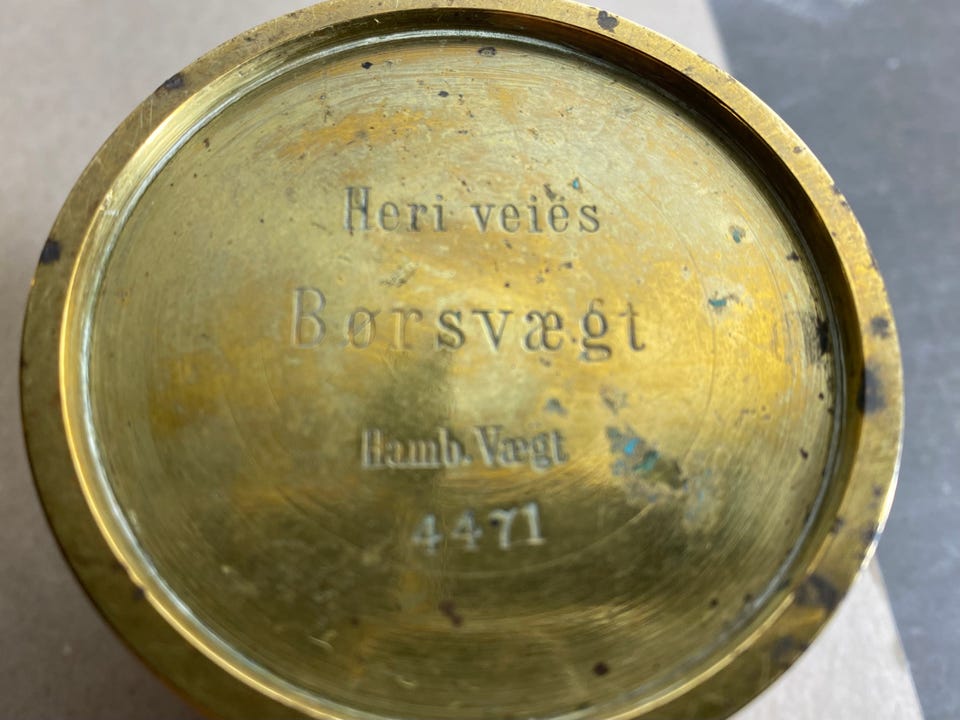 Heri veies
Børsvægt
Hamb. Vægt
4471